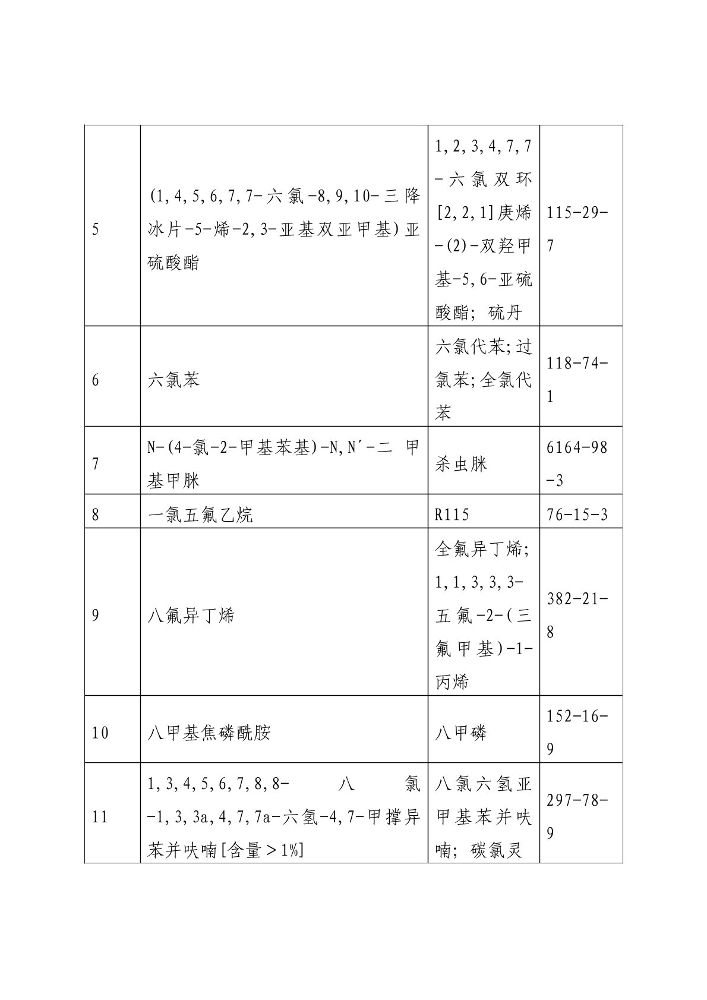 5
(1,4,5,6,7,7-六氯-8,9,10-三降
冰片-5-烯-2,3-亚基双亚甲基)亚
硫酸酯
1,2,3,4,7,7
-六氯双环
[2,2,1]庚烯
-(2)-双羟甲
基-5,6-亚硫
酸酯；硫丹
115-29-
7
6
六氯苯
六氯代苯；过
氯苯；全氯代
苯
118-74-
1
7
N-(4-氯-2-甲基苯基)-N,N′-二 甲
基甲脒
杀虫脒
6164-98
-3
8
一氯五氟乙烷
R115
76-15-3
9
八氟异丁烯
全氟异丁烯；
1,1,3,3,3-
五氟-2-(三
氟甲基)-1-
丙烯
382-21-
8
10
八甲基焦磷酰胺
八甲磷
152-16-
9
11
1,3,4,5,6,7,8,8- 八 氯
-1,3,3a,4,7,7a-六氢-4,7-甲撑异
苯并呋喃[含量＞1%]
八氯六氢亚
甲基苯并呋
喃；碳氯灵
297-78-
9